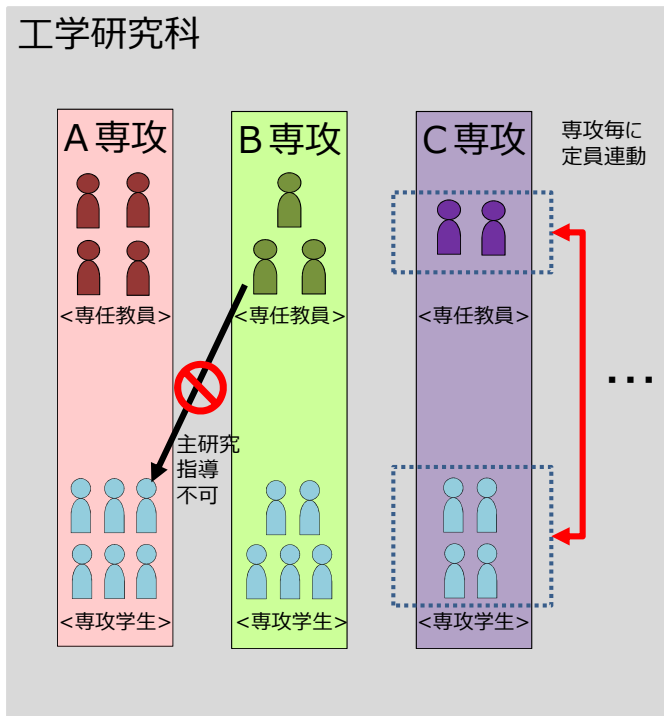 工学研究科
A専攻
B専攻
C専攻
専攻毎に
定員連動
<専任教員>
<専任教員>
<専任教員>
...
主研究
指導
不可
<専攻学生>
<専攻学生>
<専攻学生>